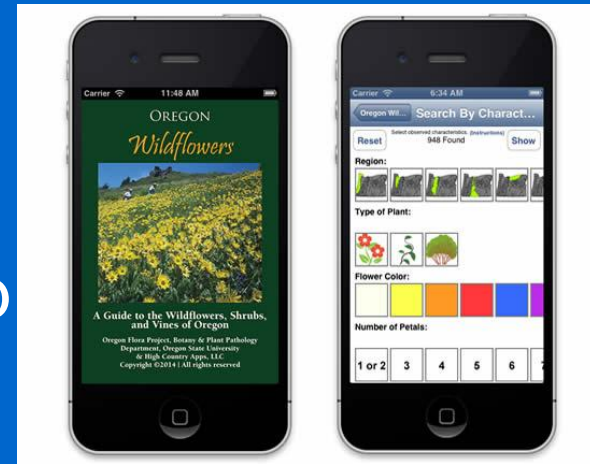 Carrier 11:48 AM
OREGON
Wildflowers
A Guide to the Wildflowers, Shrubs,
and Vines of Oregon
Oregon Flora Project, Botany & Plant Pathology
Department, Oregon State University
& High Country Apps, LLC
Copyright ©2014 | All rights reserved
Carrier 6:34 AM
Oregon Wil... Search By Charact...
Reset
Select observed characteristics. (Instructions)
948 Found
Show
Region:
Type of Plant:
Flower Color:
Number of Petals:
1 or 2 3 4 5 6